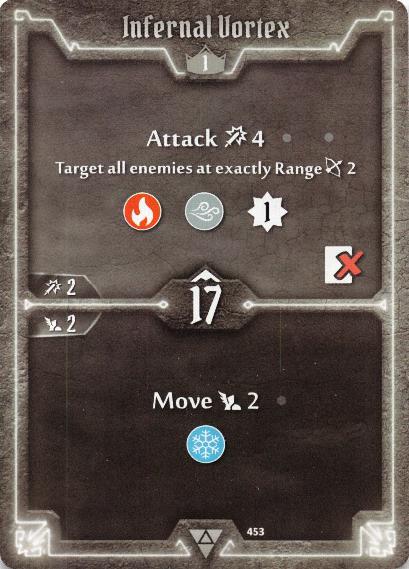 Infernal Vortex
1
Attack 4
Target all enemies at exactly Range 2
1
2
17
2
Move 2
453